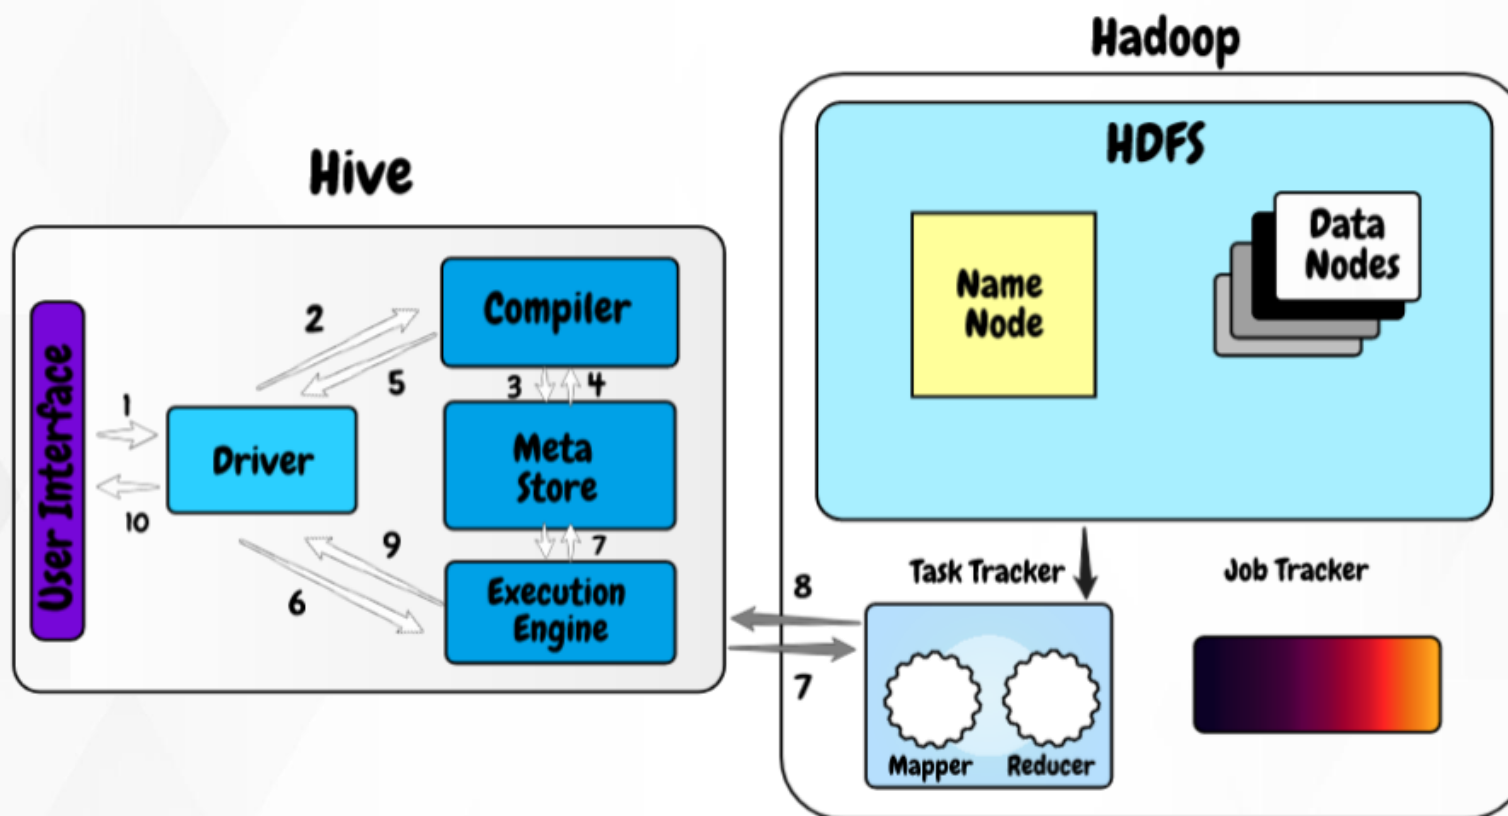 Hadoop
HDFS
Name
Node
Data
Nodes
Hive
User Interface
1
10
Driver
2
5
Compiler
3
4
Meta
Store
7
9
6
Execution
Engine
8
7
Task Tracker
Job Tracker
Mapper
Reducer